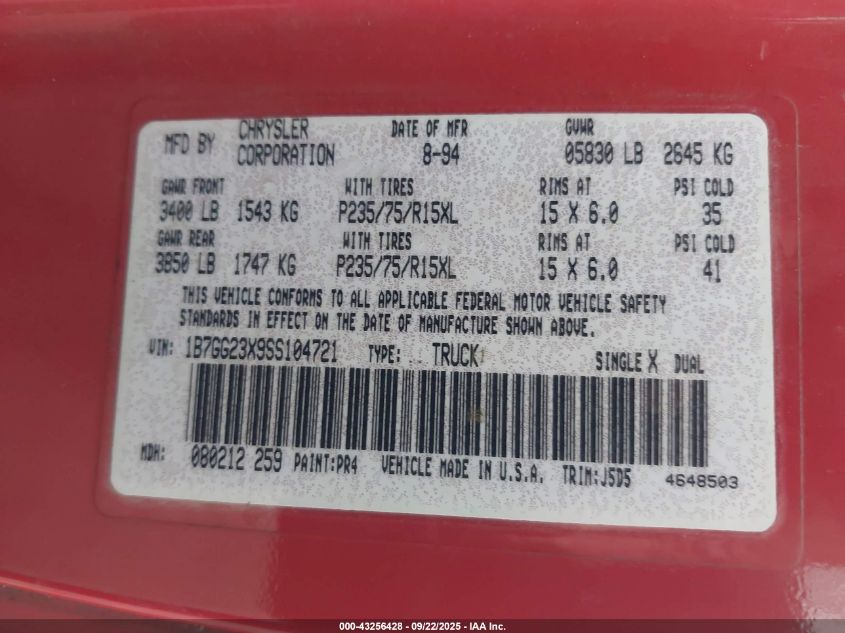 MFD BY CHRYSLER CORPORATION DATE OF MFR 8-94 GVWR 05830 LB 2645 KG
GAWR FRONT WITH TIRES RIMS AT PSI COLD
3400 LB 1543 KG P235/75/R15XL 15 X 6.0 35
GAWR REAR WITH TIRES RIMS AT PSI COLD
3850 LB 1747 KG P235/75/R15XL 15 X 6.0 41
THIS VEHICLE CONFORMS TO ALL APPLICABLE FEDERAL MOTOR VEHICLE SAFETY
STANDARDS IN EFFECT ON THE DATE OF MANUFACTURE SHOWN ABOVE.
VIN: 1B7GG23X9SS104721 TYPE: TRUCK SINGLE X DUAL
MDH: 080212 259 PAINT:PR4 VEHICLE MADE IN U.S.A. TRIM:J5D5 4648503
000-43256428 - 09/22/2025 - IAA Inc.